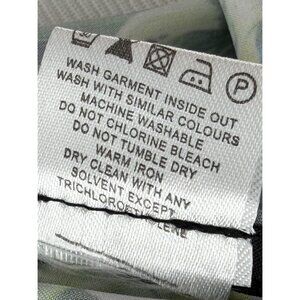 P
WASH GARMENT INSIDE OUT
WASH WITH SIMILAR COLOURS
MACHINE WASHABLE
DO NOT CHLORINE BLEACH
DO NOT TUMBLE DRY
WARM IRON
DRY CLEAN WITH ANY
SOLVENT EXCEPT
TRICHLOROETHYLENE